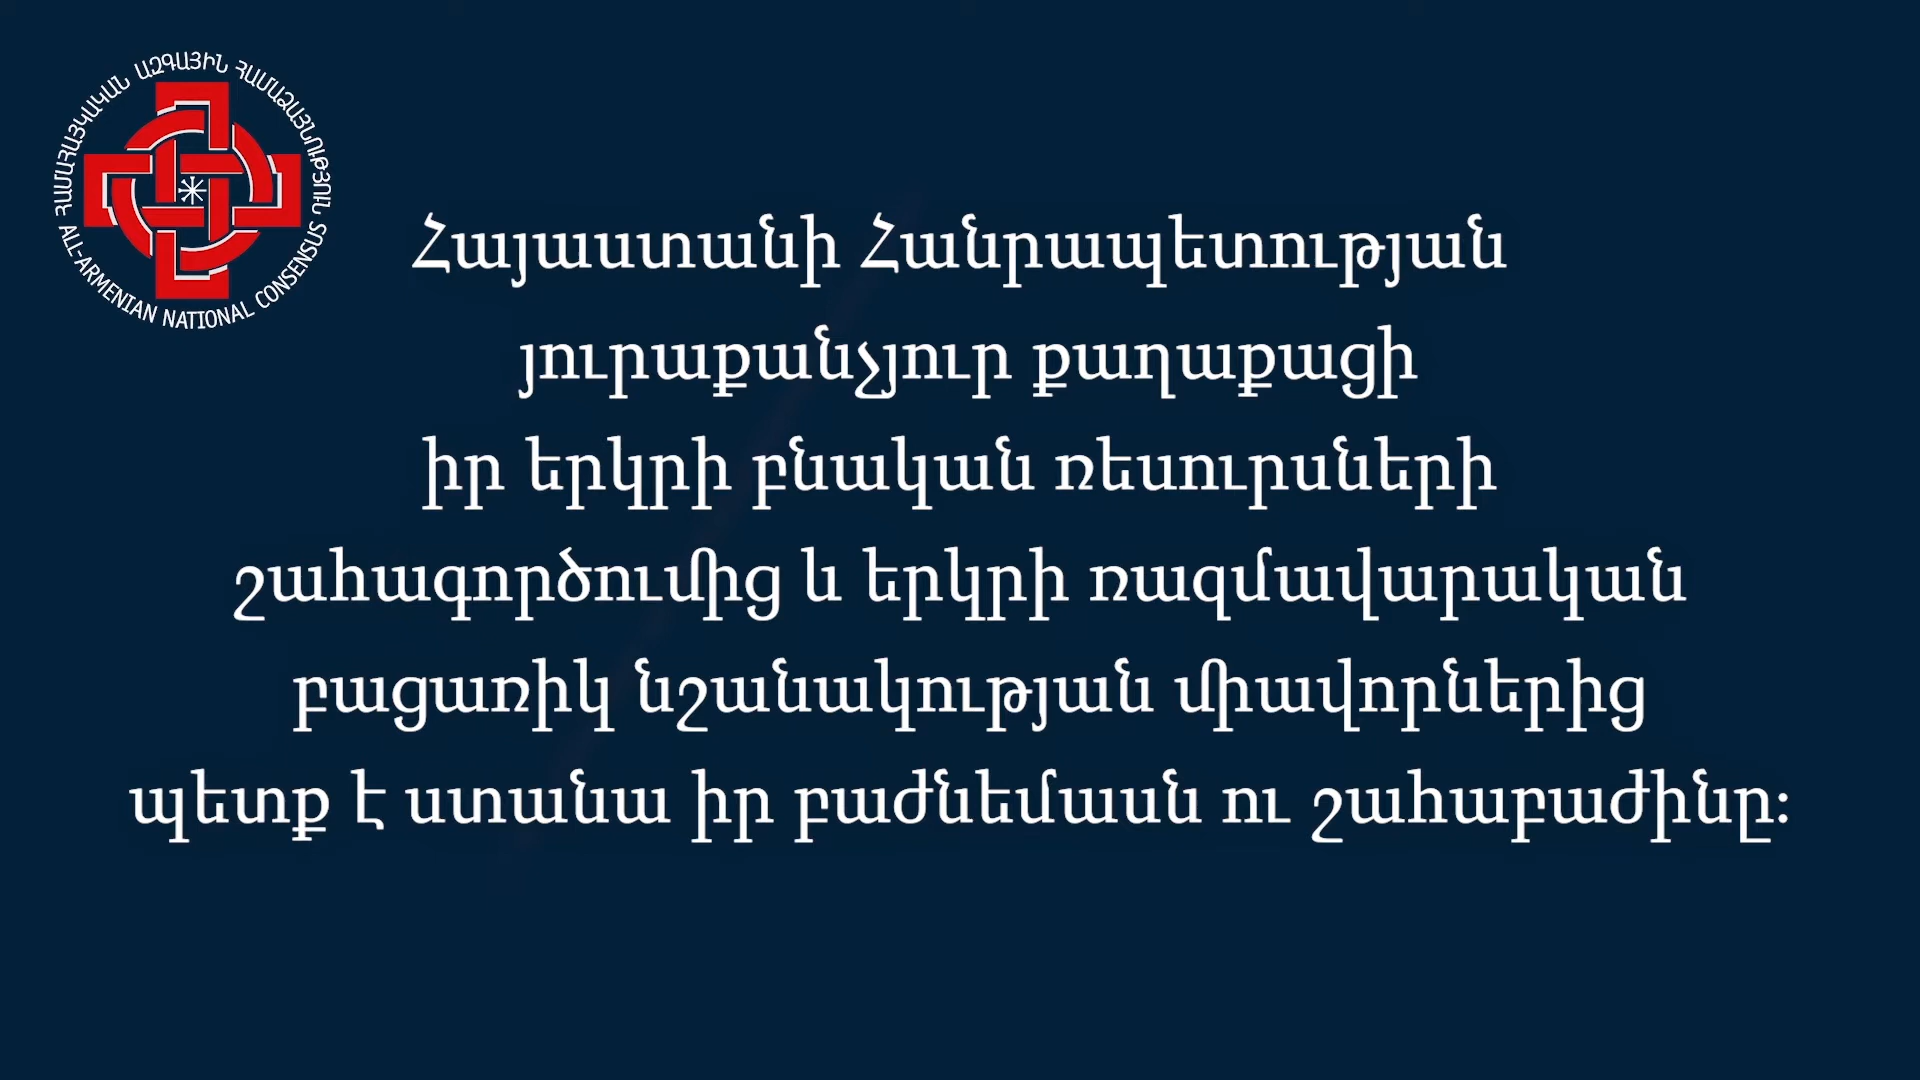 ՀԱՄԱՀԱՅԿԱԿԱՆ ԱԶԳԱՅԻՆ ՀԱՄԱՁԱՅՆՈՒԹՅՈՒՆ
ALL-ARMENIAN NATIONAL CONSENSUS
Հայաստանի Հանրապետության
յուրաքանչյուր քաղաքացի
իր երկրի բնական ռեսուրսների
շահագործումից և երկրի ռազմավարական
բացառիկ նշանակության միավորներից
պետք է ստանա իր բաժնեմասն ու շահաբաժինը։